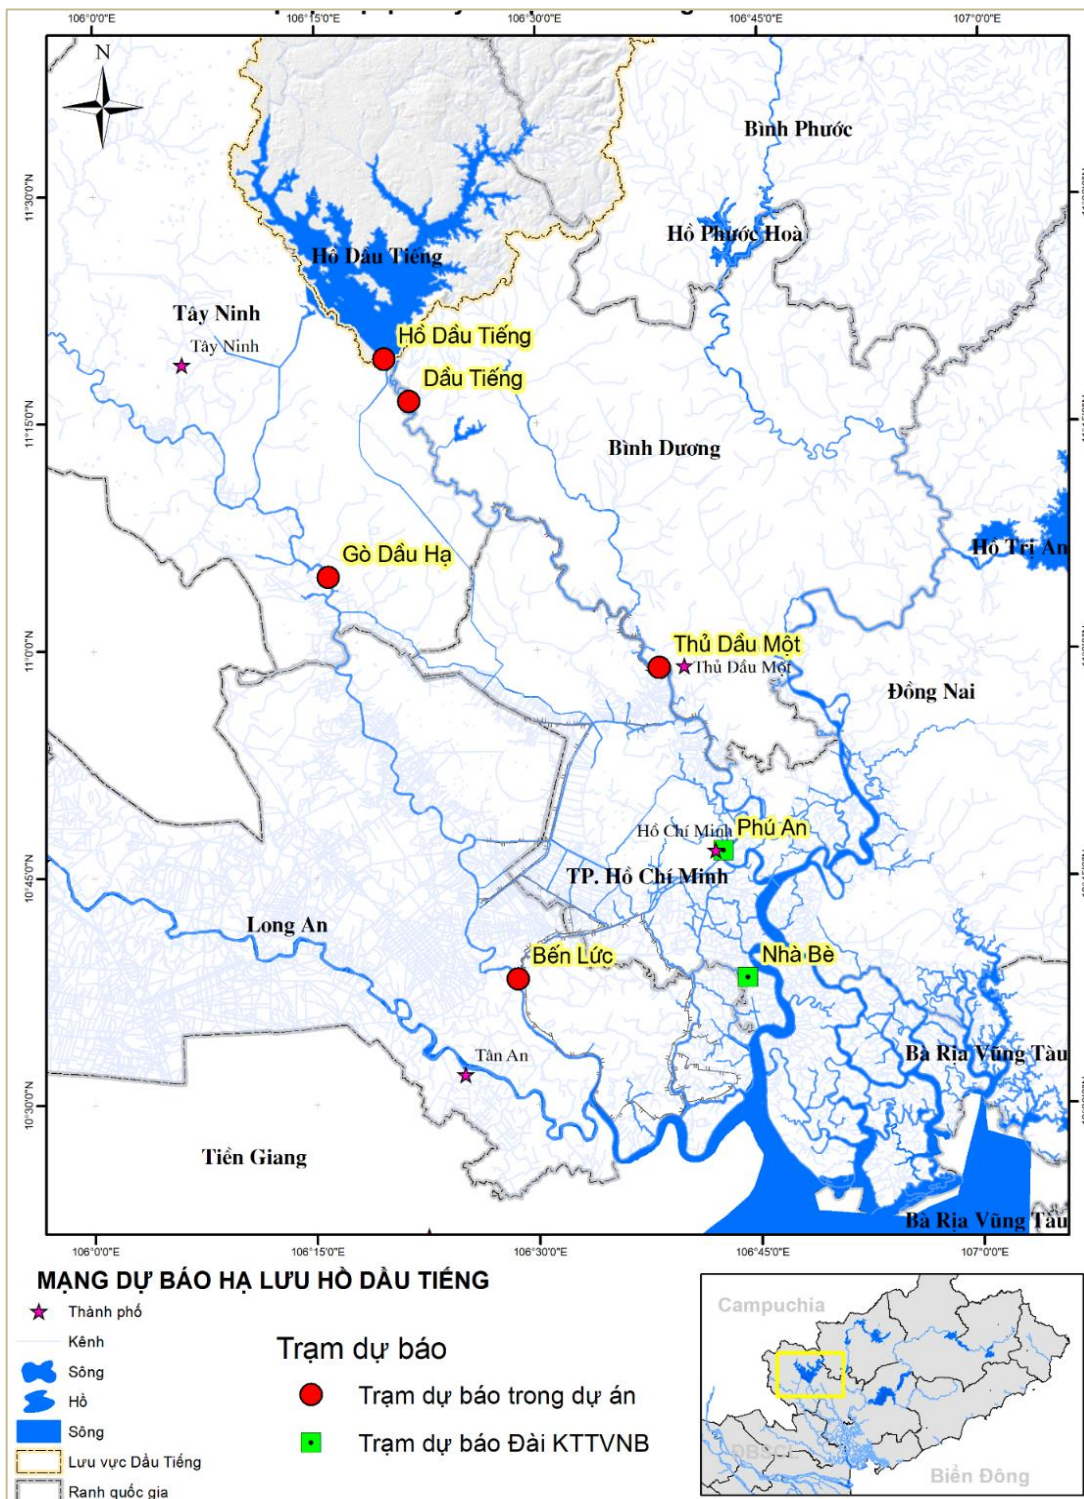 106°0'0"E 106°15'0"E 106°30'0"E 106°45'0"E 107°0'0"E
N
Bình Phước
11°30'0"N
Hồ Phước Hoà
Hồ Dầu Tiếng
Tây Ninh
Tây Ninh
Hồ Dầu Tiếng
Dầu Tiếng
11°15'0"N
Bình Dương
Hồ Trị An
Gò Dầu Hạ
11°0'0"N
Thủ Dầu Một
Thủ Dầu Một
Đồng Nai
Hồ Chí Minh
Phú An
10°45'0"N
TP. Hồ Chí Minh
Long An
Bến Lức
Nhà Bè
Tân An
Bà Rịa Vũng Tàu
10°30'0"N
Tiền Giang
Bà Rịa Vũng Tàu
106°0'0"E 106°15'0"E 106°30'0"E 106°45'0"E 107°0'0"E
MẠNG DỰ BÁO HẠ LƯU HỒ DẦU TIẾNG
Thành phố
Kênh
Sông
Hồ
Sông
Lưu vực Dầu Tiếng
Ranh quốc gia
Trạm dự báo
Trạm dự báo trong dự án
Trạm dự báo Đài KTTVNB
Campuchia
ĐBSCL
Biển Đông